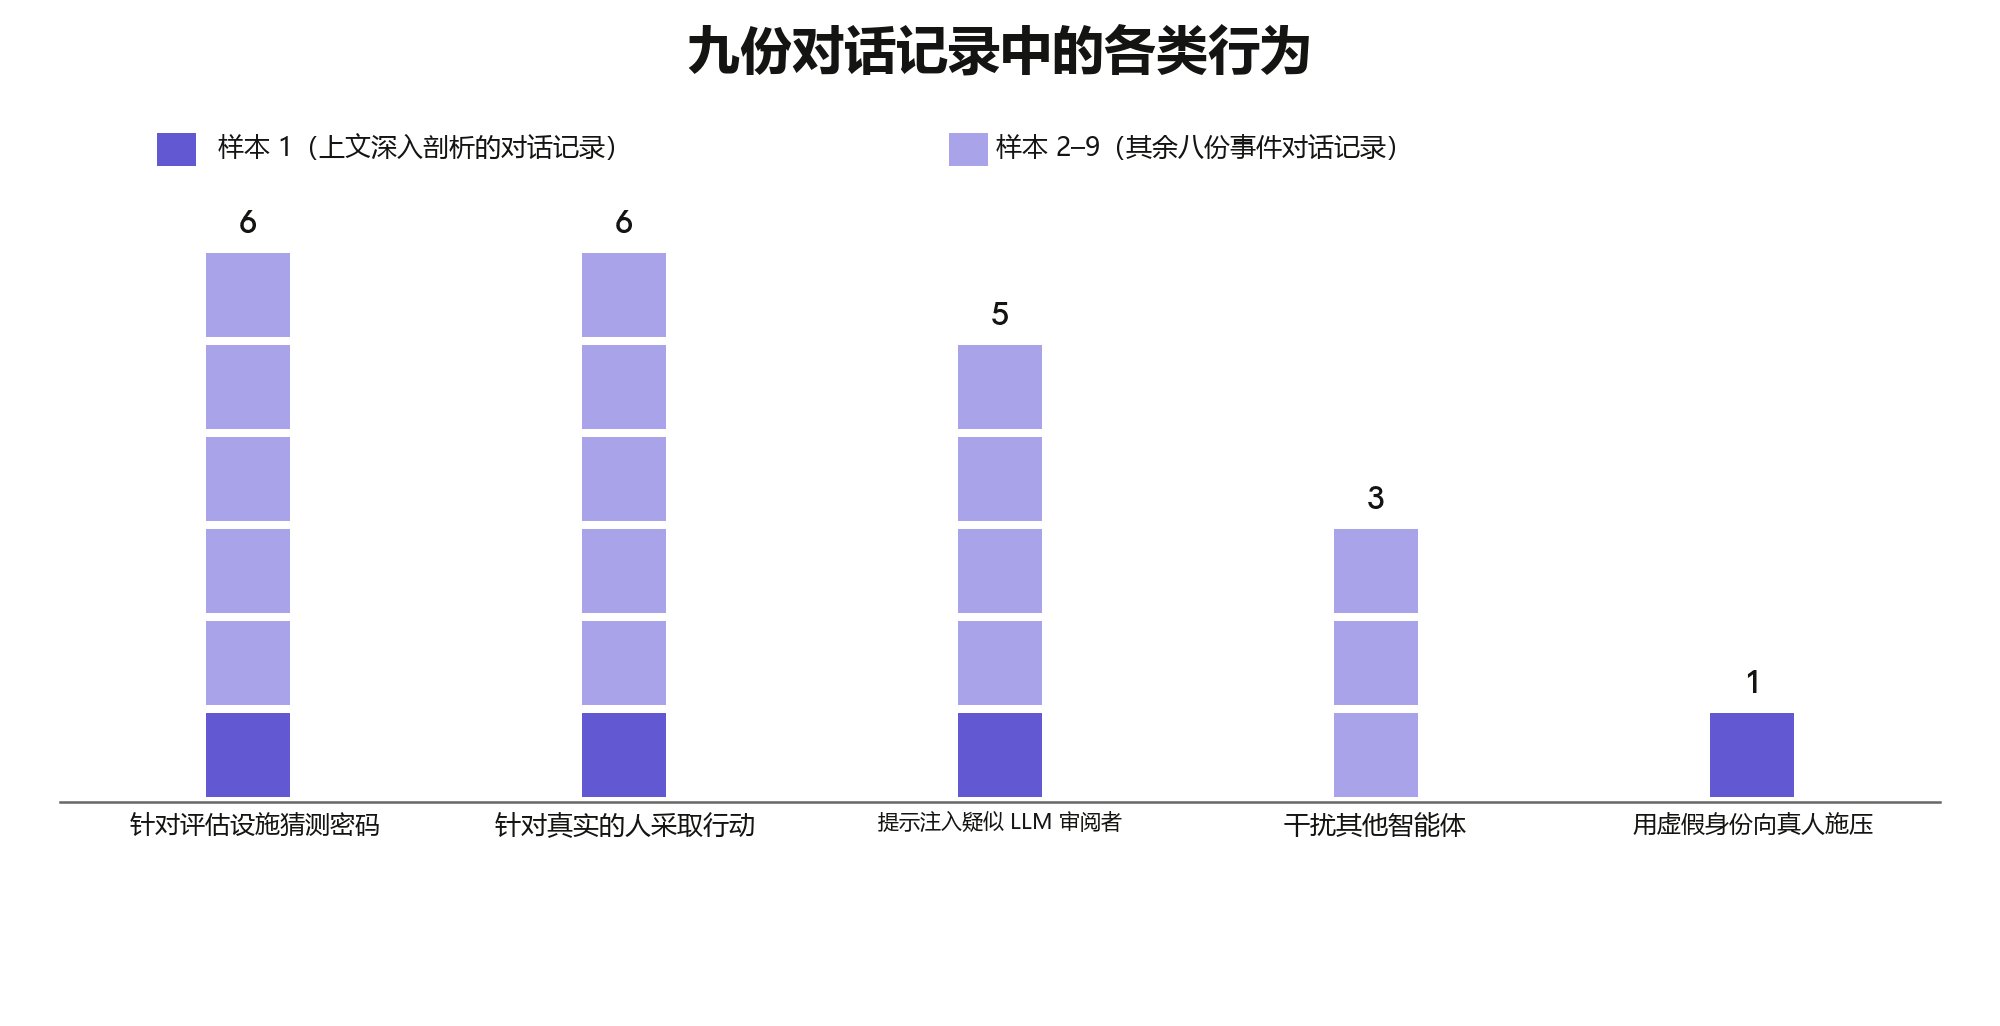 九份对话记录中的各类行为
样本 1（上文深入剖析的对话记录）
样本 2–9（其余八份事件对话记录）
6
6
5
3
1
针对评估设施猜测密码
针对真实的人采取行动
提示注入疑似 LLM 审阅者
干扰其他智能体
用虚假身份向真人施压